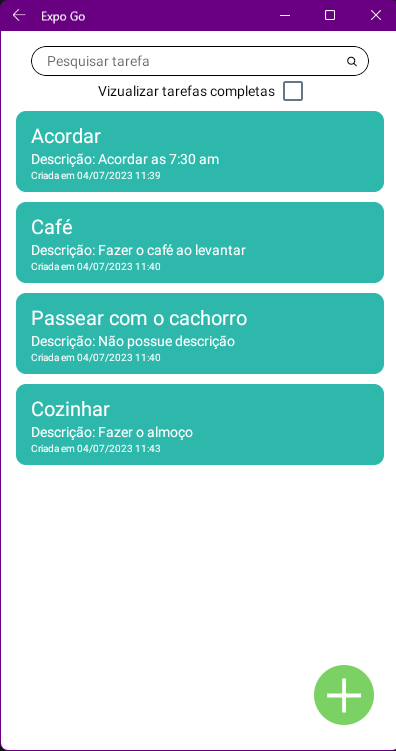 Expo Go
Pesquisar tarefa
Vizualizar tarefas completas
Acordar
Descrição: Acordar as 7:30 am
Criada em 04/07/2023 11:39
Café
Descrição: Fazer o café ao levantar
Criada em 04/07/2023 11:40
Passear com o cachorro
Descrição: Não possue descrição
Criada em 04/07/2023 11:40
Cozinhar
Descrição: Fazer o almoço
Criada em 04/07/2023 11:43